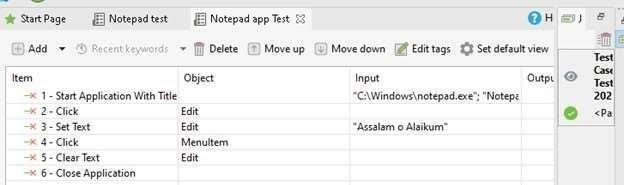 Start Page Notepad test Notepad app Test H J
Add Recent keywords Delete Move up Move down Edit tags Set default view
Item Object Input Outpu
1 - Start Application With Title "C:\Windows\notepad.exe"; "Notepa
2 - Click Edit
3 - Set Text Edit "Assalam o Alaikum"
4 - Click MenuItem
5 - Clear Text Edit
6 - Close Application
Test
Case
Test
202
<Pa